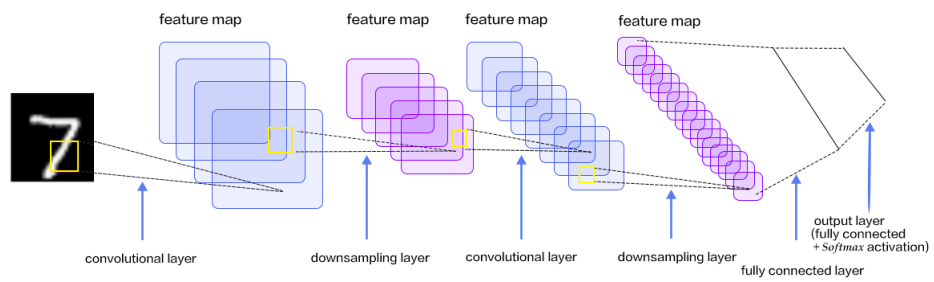 feature map
feature map
feature map
feature map
7
convolutional layer
downsampling layer
convolutional layer
downsampling layer
fully connected layer
output layer
(fully connected
+ Softmax activation)